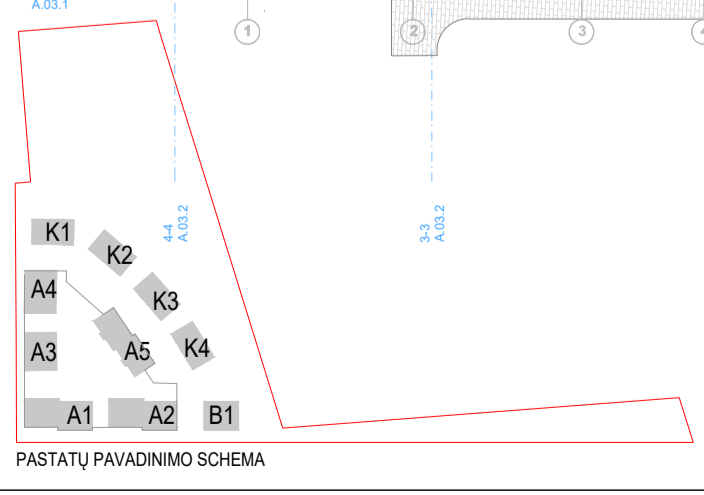 A.03.1
1
2
3
4
4-4
A.03.2
3-3
A.03.2
K1
K2
A4
K3
A3
A5
K4
A1
A2
B1
PASTATŲ PAVADINIMO SCHEMA